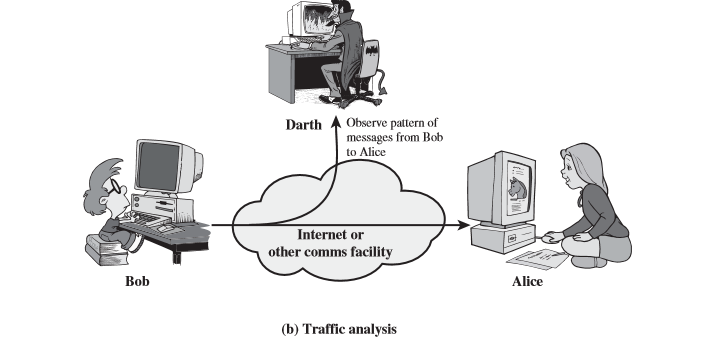 Darth
Observe pattern of
messages from Bob
to Alice
Internet or
other comms facility
Bob
Alice
(b) Traffic analysis